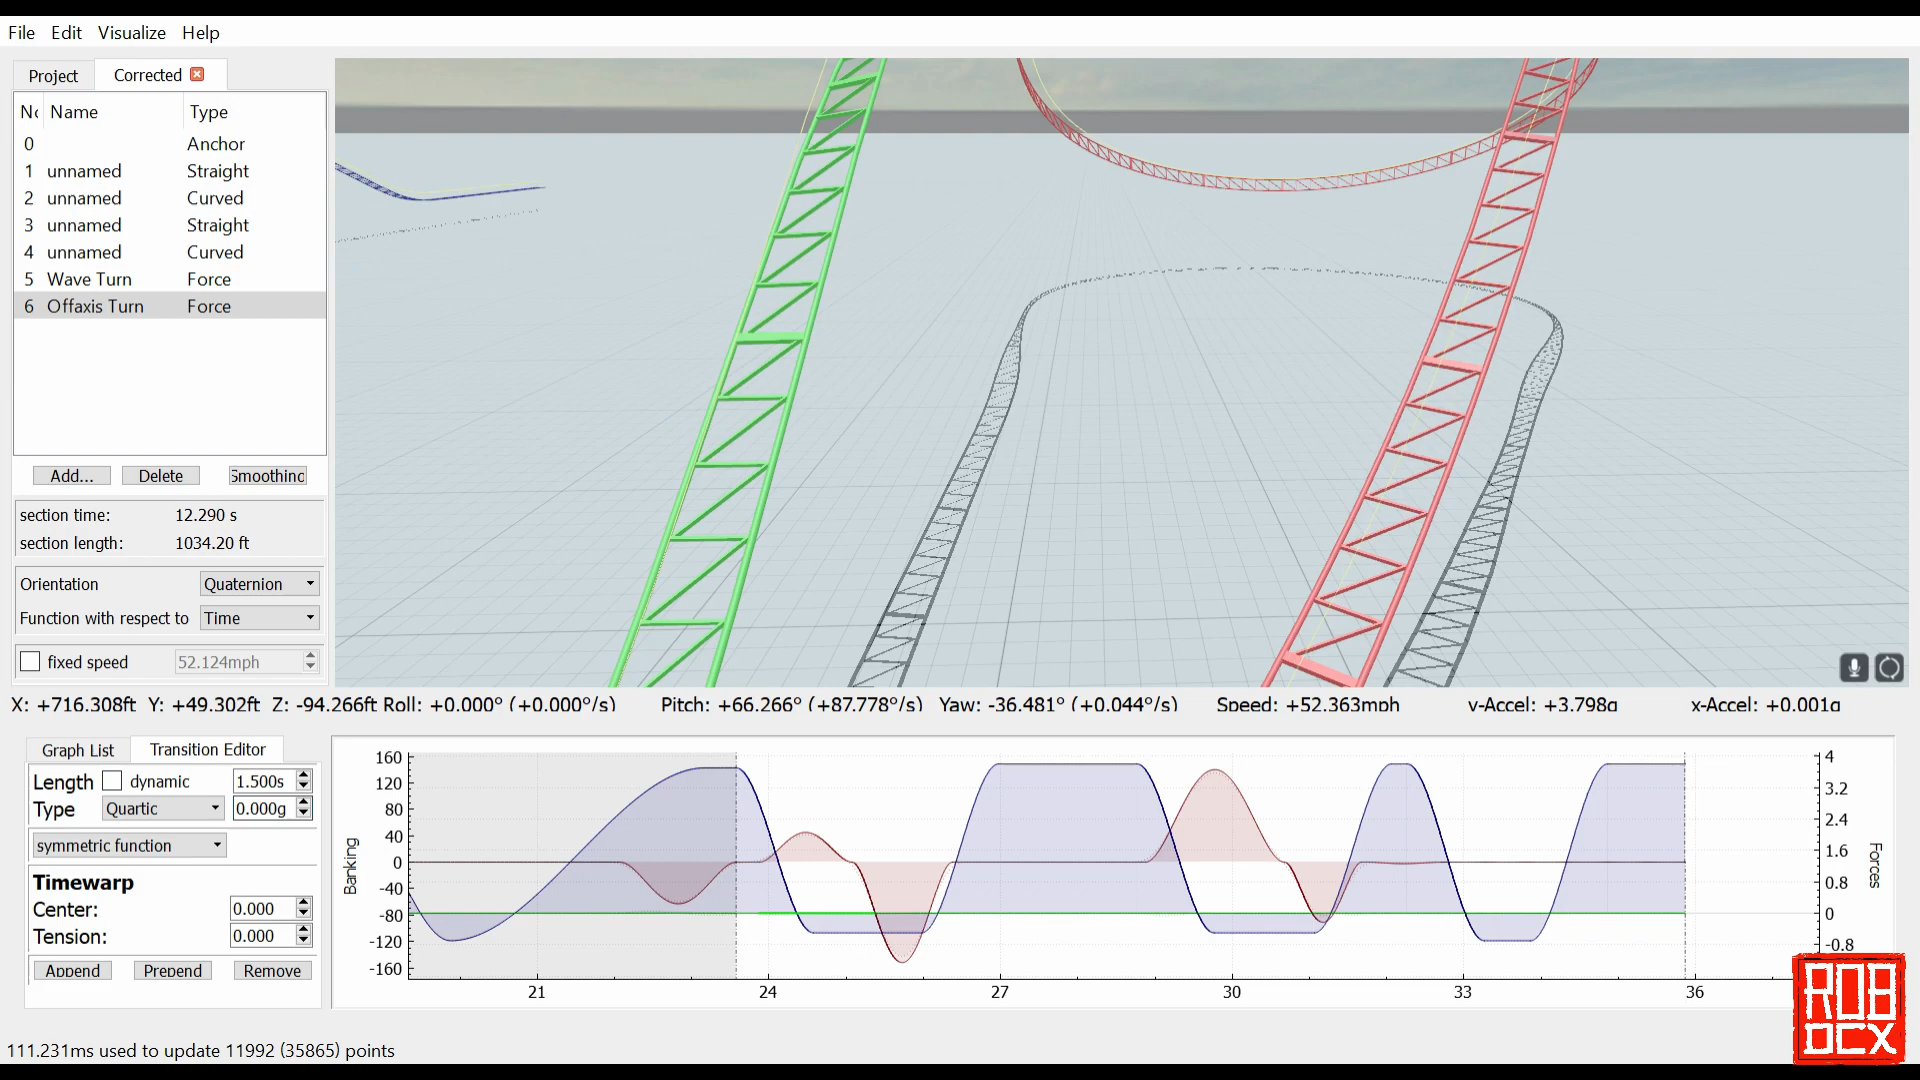 File Edit Visualize Help
Project Corrected
Name Type
0 Anchor
1 unnamed Straight
2 unnamed Curved
3 unnamed Straight
4 unnamed Curved
5 Wave Turn Force
6 Offaxis Turn Force
Add... Delete Smoothing
section time: 12.290 s
section length: 1034.20 ft
Orientation Quaternion
Function with respect to Time
fixed speed 52.124mph
X: +716.308ft Y: +49.302ft Z: -94.266ft Roll: +0.000° (+0.000°/s) Pitch: +66.266° (+87.778°/s) Yaw: -36.481° (+0.044°/s) Speed: +52.363mph y-Accel: +3.798g x-Accel: +0.001g
Graph List Transition Editor
Length dynamic 1.500s
Type Quartic 0.000g
symmetric function
Timewarp
Center: 0.000
Tension: 0.000
Append Prepend Remove
Banking
160
120
80
40
0
-40
-80
-120
-160
21 24 27 30 33 36
4
3.2
2.4
1.6
0.8
0
-0.8
Forces
ROB
OCX
111.231ms used to update 11992 (35865) points